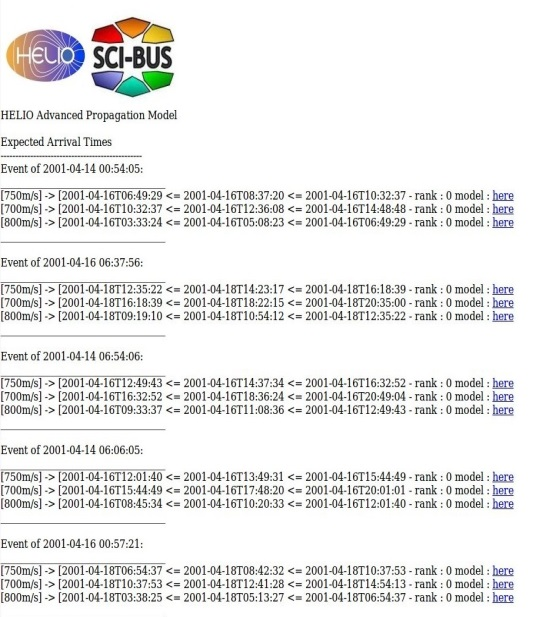 HELIO SCI-BUS
HELIO Advanced Propagation Model
Expected Arrival Times
------------------------------------------------
Event of 2001-04-14 00:54:05:
[750m/s] -> [2001-04-16T06:49:29 <= 2001-04-16T08:37:20 <= 2001-04-16T10:32:37 - rank : 0 model : here
[700m/s] -> [2001-04-16T10:32:37 <= 2001-04-16T12:36:08 <= 2001-04-16T14:48:48 - rank : 0 model : here
[800m/s] -> [2001-04-16T03:33:24 <= 2001-04-16T05:08:23 <= 2001-04-16T06:49:29 - rank : 0 model : here
Event of 2001-04-16 06:37:56:
[750m/s] -> [2001-04-18T12:35:22 <= 2001-04-18T14:23:17 <= 2001-04-18T16:18:39 - rank : 0 model : here
[700m/s] -> [2001-04-18T16:18:39 <= 2001-04-18T18:22:15 <= 2001-04-18T20:35:00 - rank : 0 model : here
[800m/s] -> [2001-04-18T09:19:10 <= 2001-04-18T10:54:12 <= 2001-04-18T12:35:22 - rank : 0 model : here
Event of 2001-04-14 06:54:06:
[750m/s] -> [2001-04-16T12:49:43 <= 2001-04-16T14:37:34 <= 2001-04-16T16:32:52 - rank : 0 model : here
[700m/s] -> [2001-04-16T16:32:52 <= 2001-04-16T18:36:24 <= 2001-04-16T20:49:04 - rank : 0 model : here
[800m/s] -> [2001-04-16T09:33:37 <= 2001-04-16T11:08:36 <= 2001-04-16T12:49:43 - rank : 0 model : here
Event of 2001-04-14 06:06:05:
[750m/s] -> [2001-04-16T12:01:40 <= 2001-04-16T13:49:31 <= 2001-04-16T15:44:49 - rank : 0 model : here
[700m/s] -> [2001-04-16T15:44:49 <= 2001-04-16T17:48:20 <= 2001-04-16T20:01:01 - rank : 0 model : here
[800m/s] -> [2001-04-16T08:45:34 <= 2001-04-16T10:20:33 <= 2001-04-16T12:01:40 - rank : 0 model : here
Event of 2001-04-16 00:57:21:
[750m/s] -> [2001-04-18T06:54:37 <= 2001-04-18T08:42:32 <= 2001-04-18T10:37:53 - rank : 0 model : here
[700m/s] -> [2001-04-18T10:37:53 <= 2001-04-18T12:41:28 <= 2001-04-18T14:54:13 - rank : 0 model : here
[800m/s] -> [2001-04-18T03:38:25 <= 2001-04-18T05:13:27 <= 2001-04-18T06:54:37 - rank : 0 model : here